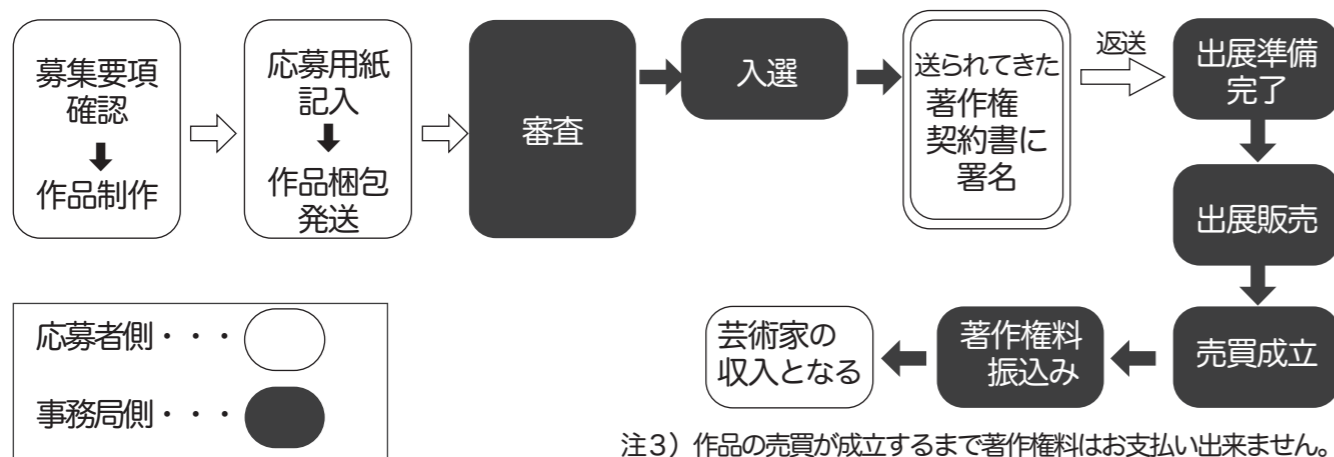 募集要項
確認
作品制作
応募用紙
記入
作品梱包
発送
審査
入選
送られてきた
著作権
契約書に
署名
返送
出展準備
完了
出展販売
売買成立
著作権料
振込み
芸術家の
収入となる
応募者側・・・
事務局側・・・
注3）作品の売買が成立するまで著作権料はお支払い出来ません。